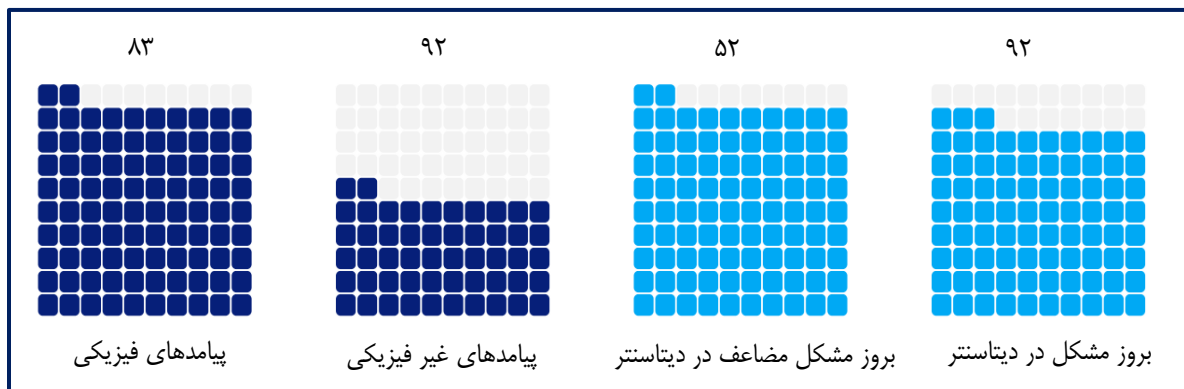 ۹۲
بروز مشکل در دیتاسنتر
۵۲
بروز مشکل مضاعف در دیتاسنتر
۹۲
پیامدهای غیر فیزیکی
۸۳
پیامدهای فیزیکی